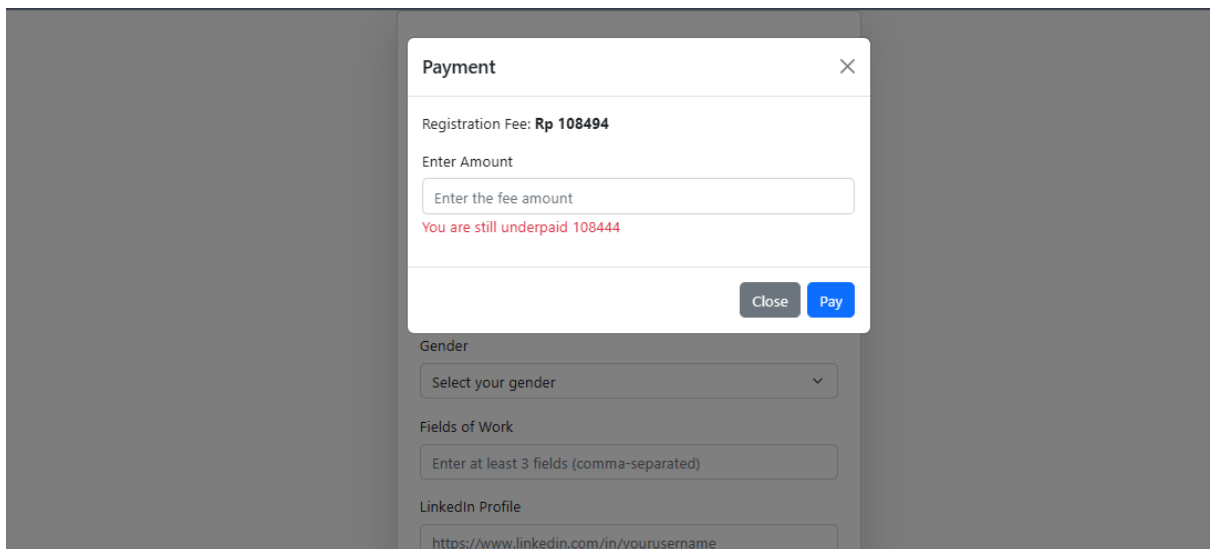 Payment
Registration Fee: Rp 108494
Enter Amount
Enter the fee amount
You are still underpaid 108444
Close Pay
Gender
Select your gender
Fields of Work
Enter at least 3 fields (comma-separated)
LinkedIn Profile
https://www.linkedin.com/in/yourusername